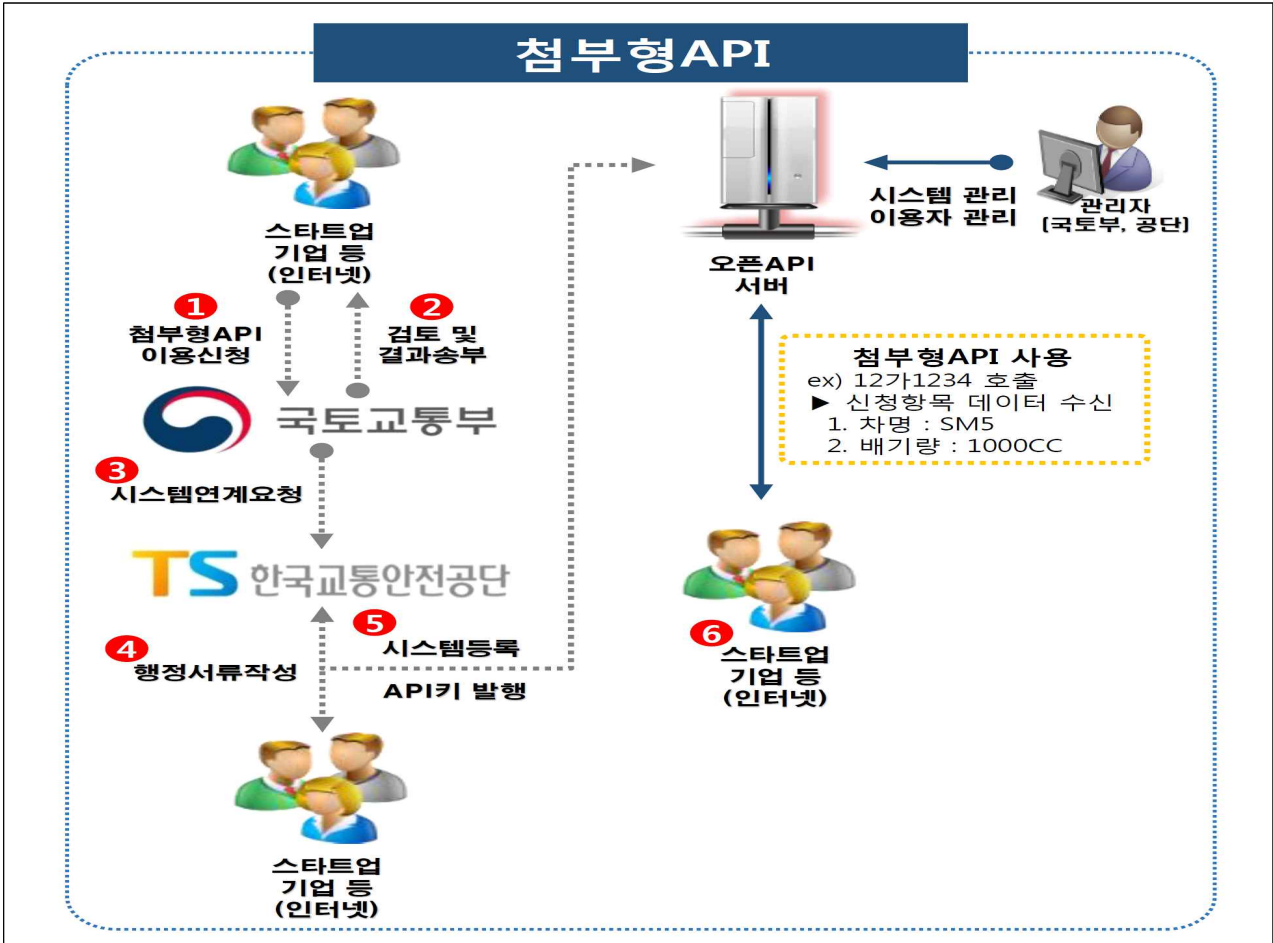 첨부형API
스타트업
기업 등
(인터넷)
1
첨부형API
이용신청
2
검토 및
결과송부
국토교통부
3
시스템연계요청
TS 한국교통안전공단
4
행정서류작성
5
시스템등록
API키 발행
스타트업
기업 등
(인터넷)
오픈API
서버
시스템 관리
이용자 관리
관리자
(국토부, 공단)
첨부형API 사용
ex) 12가1234 호출
▶ 신청항목 데이터 수신
1. 차명 : SM5
2. 배기량 : 1000CC
6
스타트업
기업 등
(인터넷)